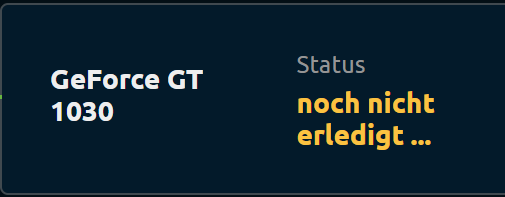 GeForce GT
1030
Status
noch nicht
erledigt ...